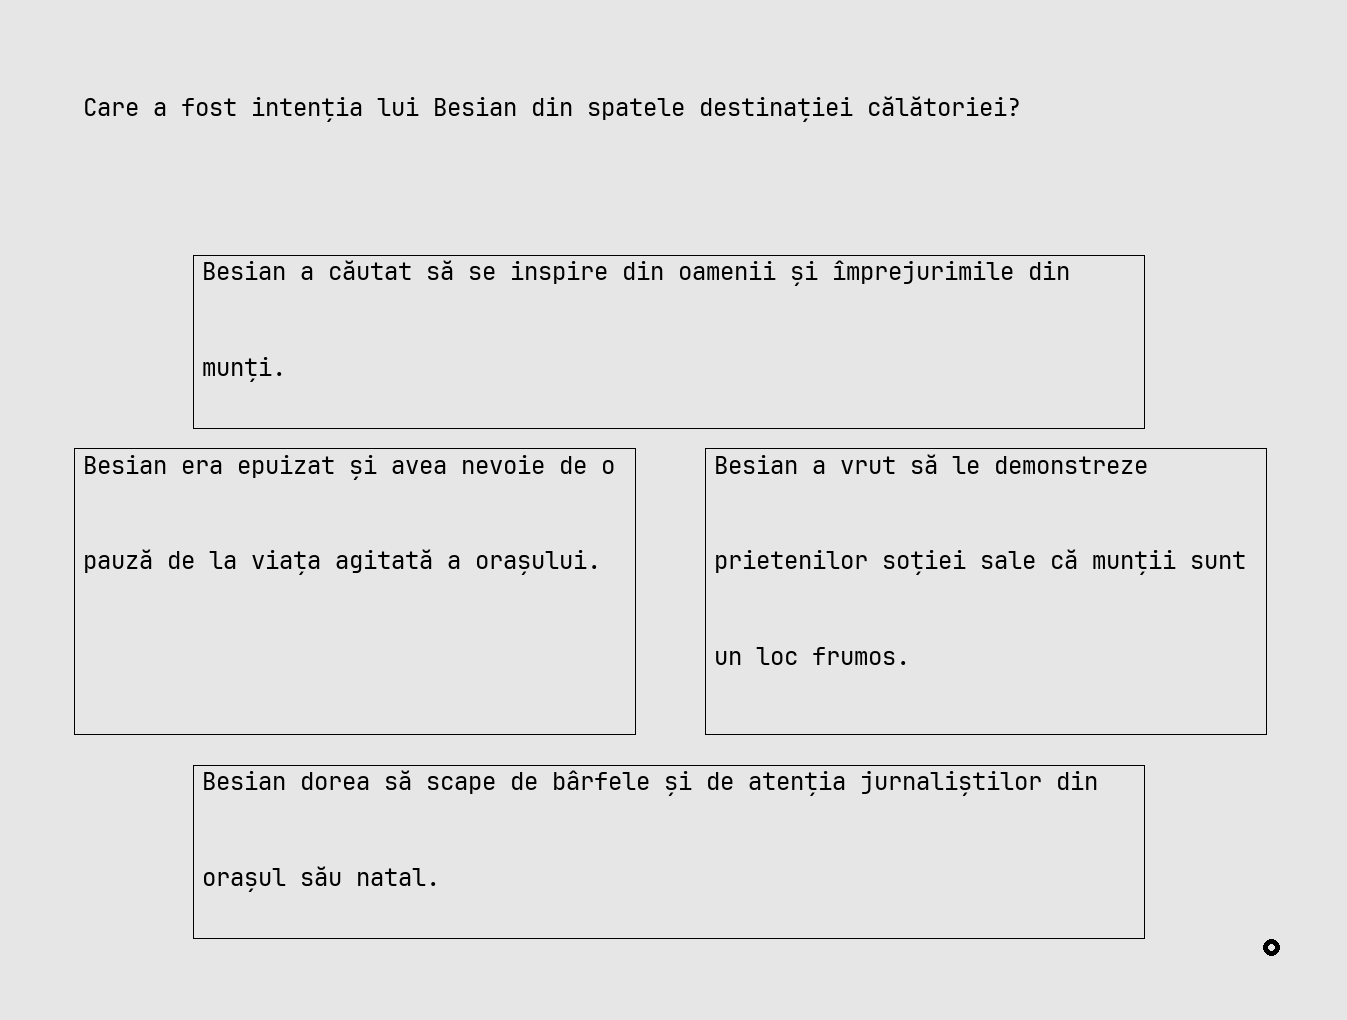 Care a fost intenția lui Besian din spatele destinației călătoriei?
Besian a căutat să se inspire din oamenii și împrejurimile din
munți.
Besian era epuizat și avea nevoie de o
pauză de la viața agitată a orașului.
Besian a vrut să le demonstreze
prietenilor soției sale că munții sunt
un loc frumos.
Besian dorea să scape de bârfele și de atenția jurnaliștilor din
orașul său natal.